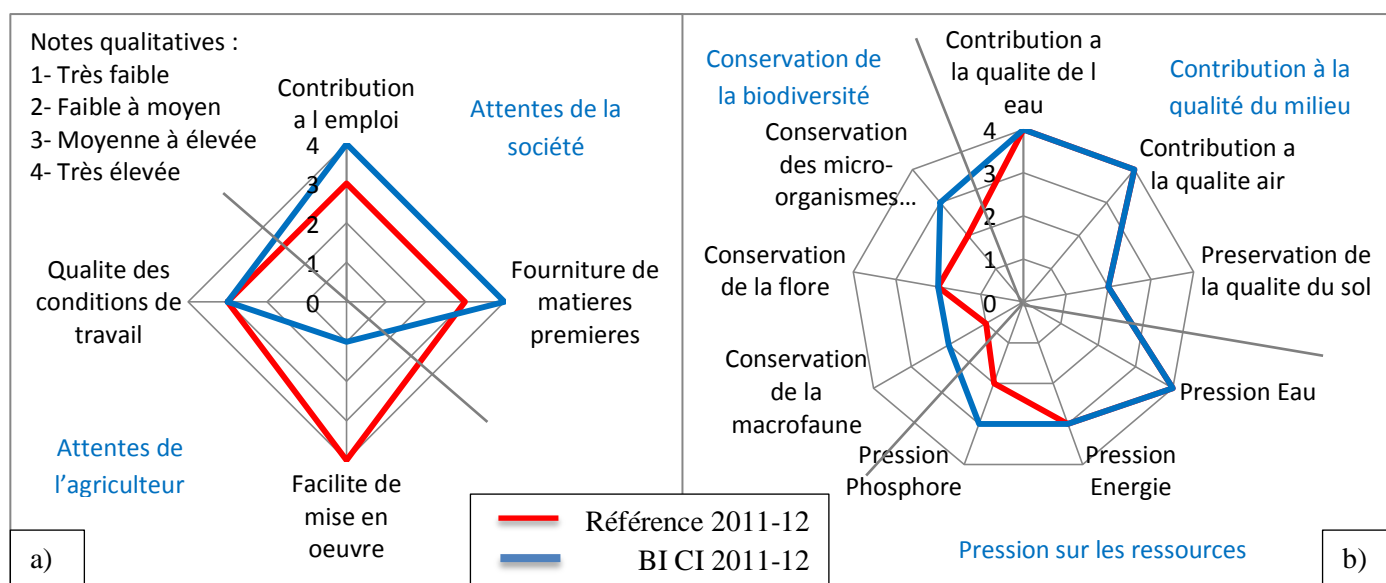 Notes qualitatives :
1- Très faible
2- Faible à moyen
3- Moyenne à élevée
4- Très élevée
Contribution
a l emploi
Attentes de la
société
4
3
2
1
0
Qualite des
conditions de
travail
Fourniture de
matieres
premieres
Attentes de
l’agriculteur
Facilite de
mise en
oeuvre
a)
Conservation de
la biodiversité
Contribution a
la qualite de l
eau
Contribution à la
qualité du milieu
Conservation
des micro-
organismes…
4
3
2
1
0
Contribution a
la qualite air
Conservation
de la flore
Preservation de
la qualite du sol
Conservation
de la
macrofaune
Pression Eau
Pression
Phosphore
Pression
Energie
Pression sur les ressources
b)
Référence 2011-12
BI CI 2011-12